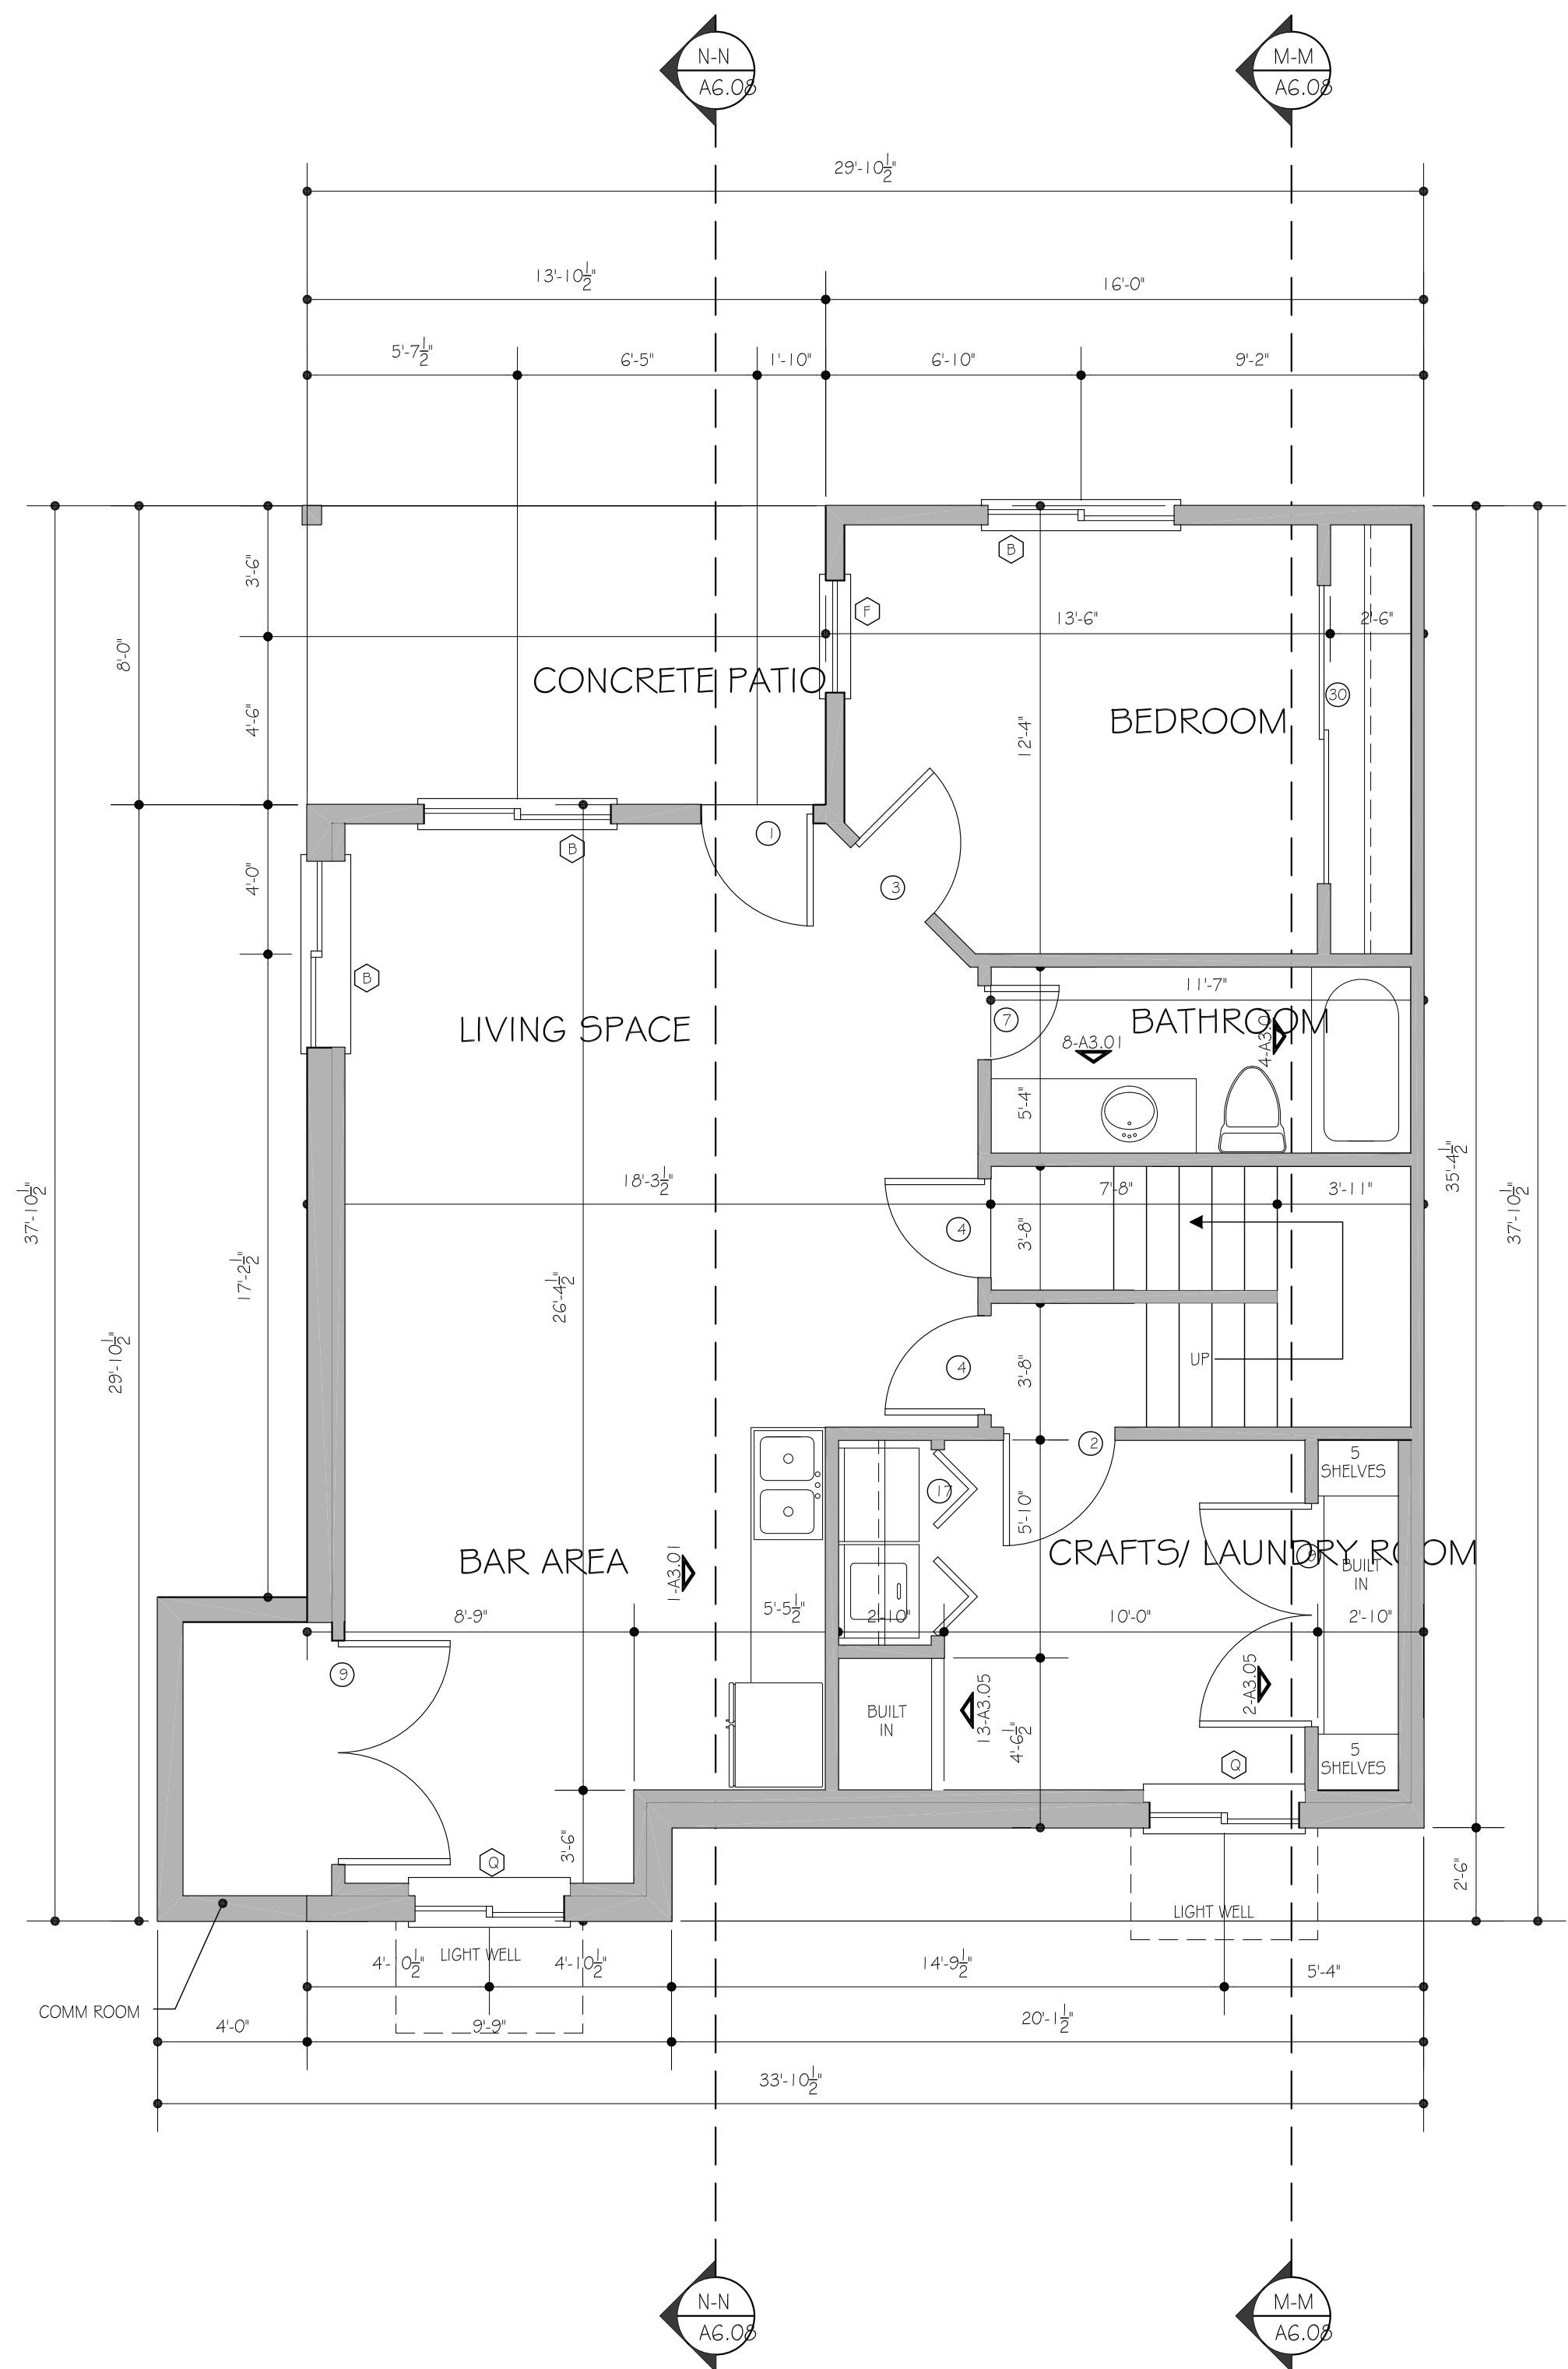 N-N
A6.08
M-M
A6.08
29'-10½"
13'-10½"
16'-0"
5'-7½"
6'-5"
1'-10"
6'-10"
9'-2"
B
3'-6"
F
13'-6"
2'-6"
8'-0"
CONCRETE PATIO
30
4'-6"
12'-4"
BEDROOM
1
B
4'-0"
3
B
11'-7"
LIVING SPACE
7
BATHROOM
8-A3.01
4-A3.01
5'-4"
35'-4½"
18'-3½"
7'-8"
3'-11"
37'-10½"
37'-10½"
4
3'-8"
17'-2½"
26'-4½"
29'-10½"
4
3'-8"
UP
2
5
SHELVES
17
5'-10"
BAR AREA
1-A3.01
CRAFTS/ LAUNDRY ROOM
9
BUILT
IN
8'-9"
5'-5½"
2'-10"
10'-0"
2'-10"
9
13-A3.05
2-A3.05
BUILT
IN
4'-6½"
5
SHELVES
Q
3'-6"
Q
2'-6"
LIGHT WELL
LIGHT WELL
4'-10½"
4'-10½"
14'-9½"
5'-4"
COMM ROOM
4'-0"
9'-9"
20'-1½"
33'-10½"
N-N
A6.08
M-M
A6.08